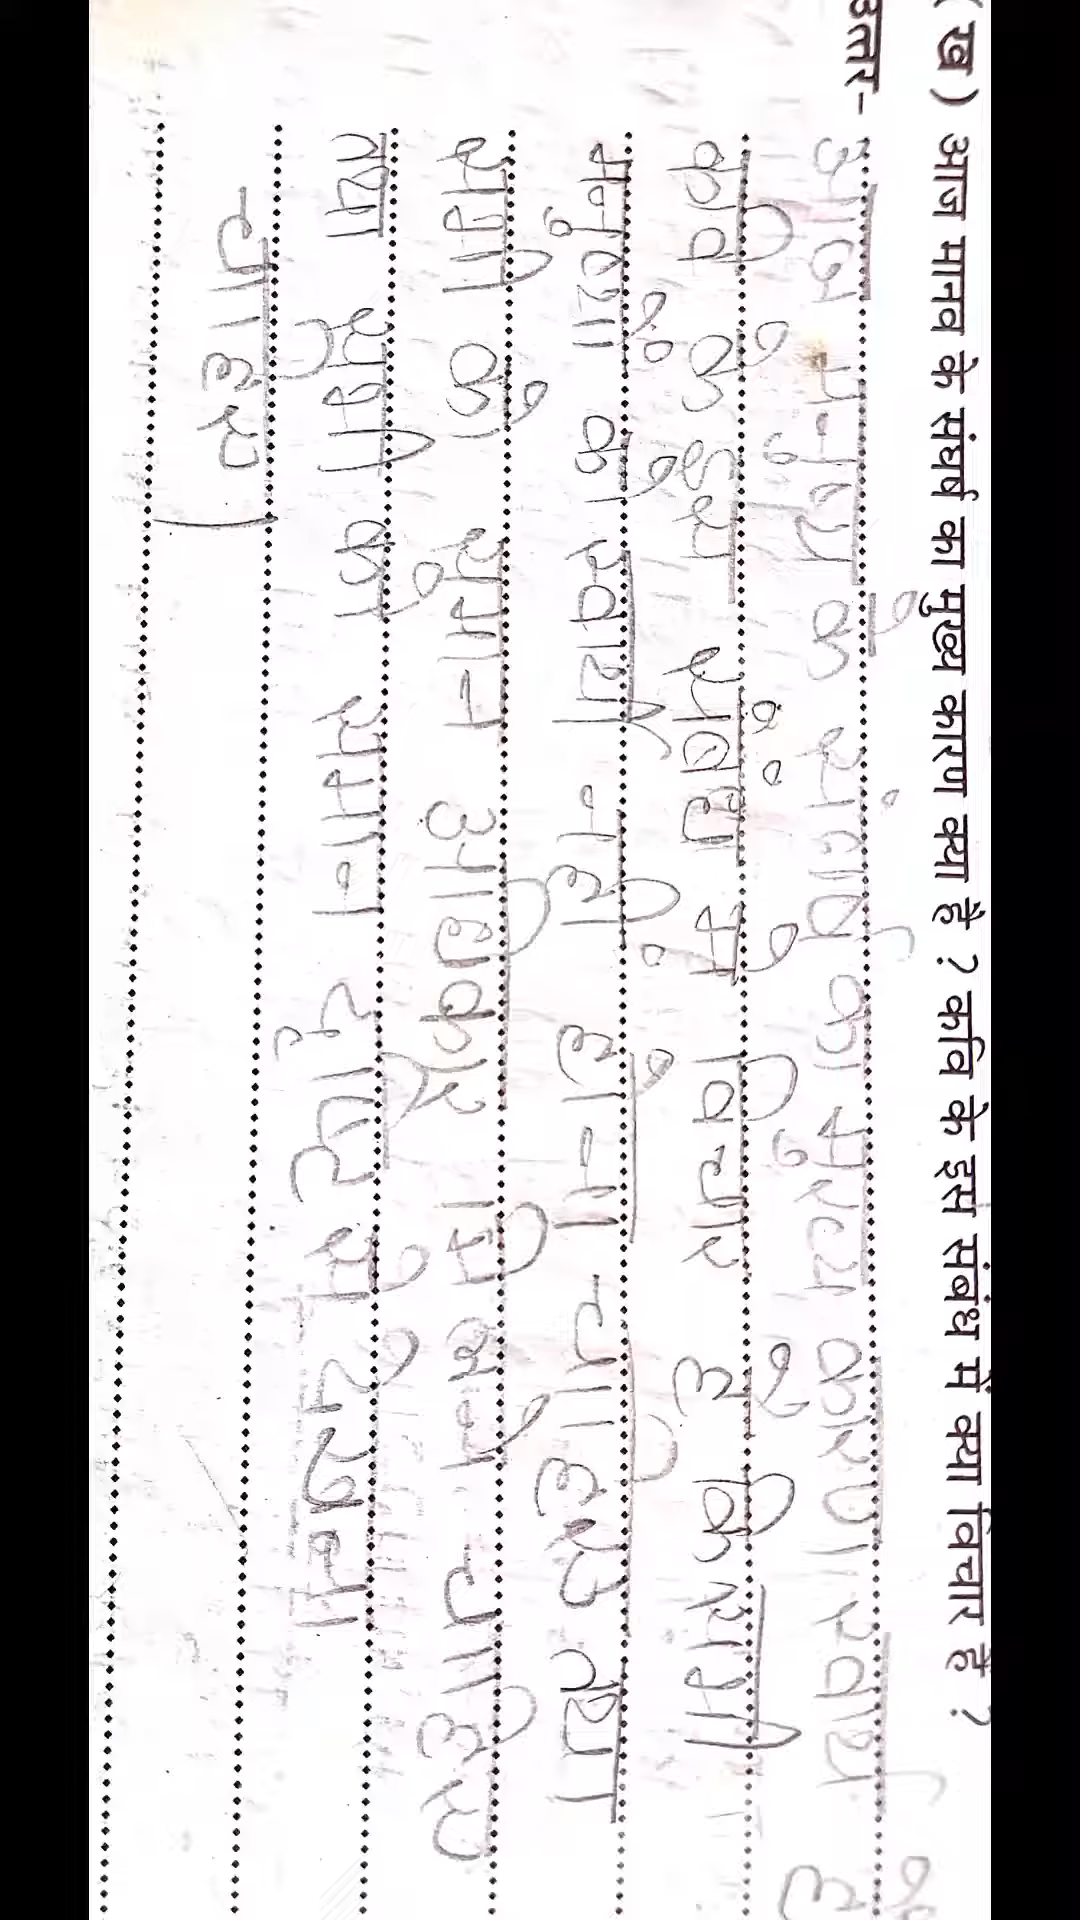 ( ख ) आज मानव के संघर्ष का मुख्य कारण क्या है ? कवि के इस संबंध में क्या विचार है ?
उत्तर- आज मनुष्य के संघर्ष का मुख्य कारण स्वार्थ है
कवि के इस संबंध में विचार है कि सभी
मनुष्यों को स्वार्थी नहीं होना चाहिए तथा
सभी को समान अधिकार मिलने चाहिए
तथा सभी को समान दृष्टि से देखना
चाहिए।